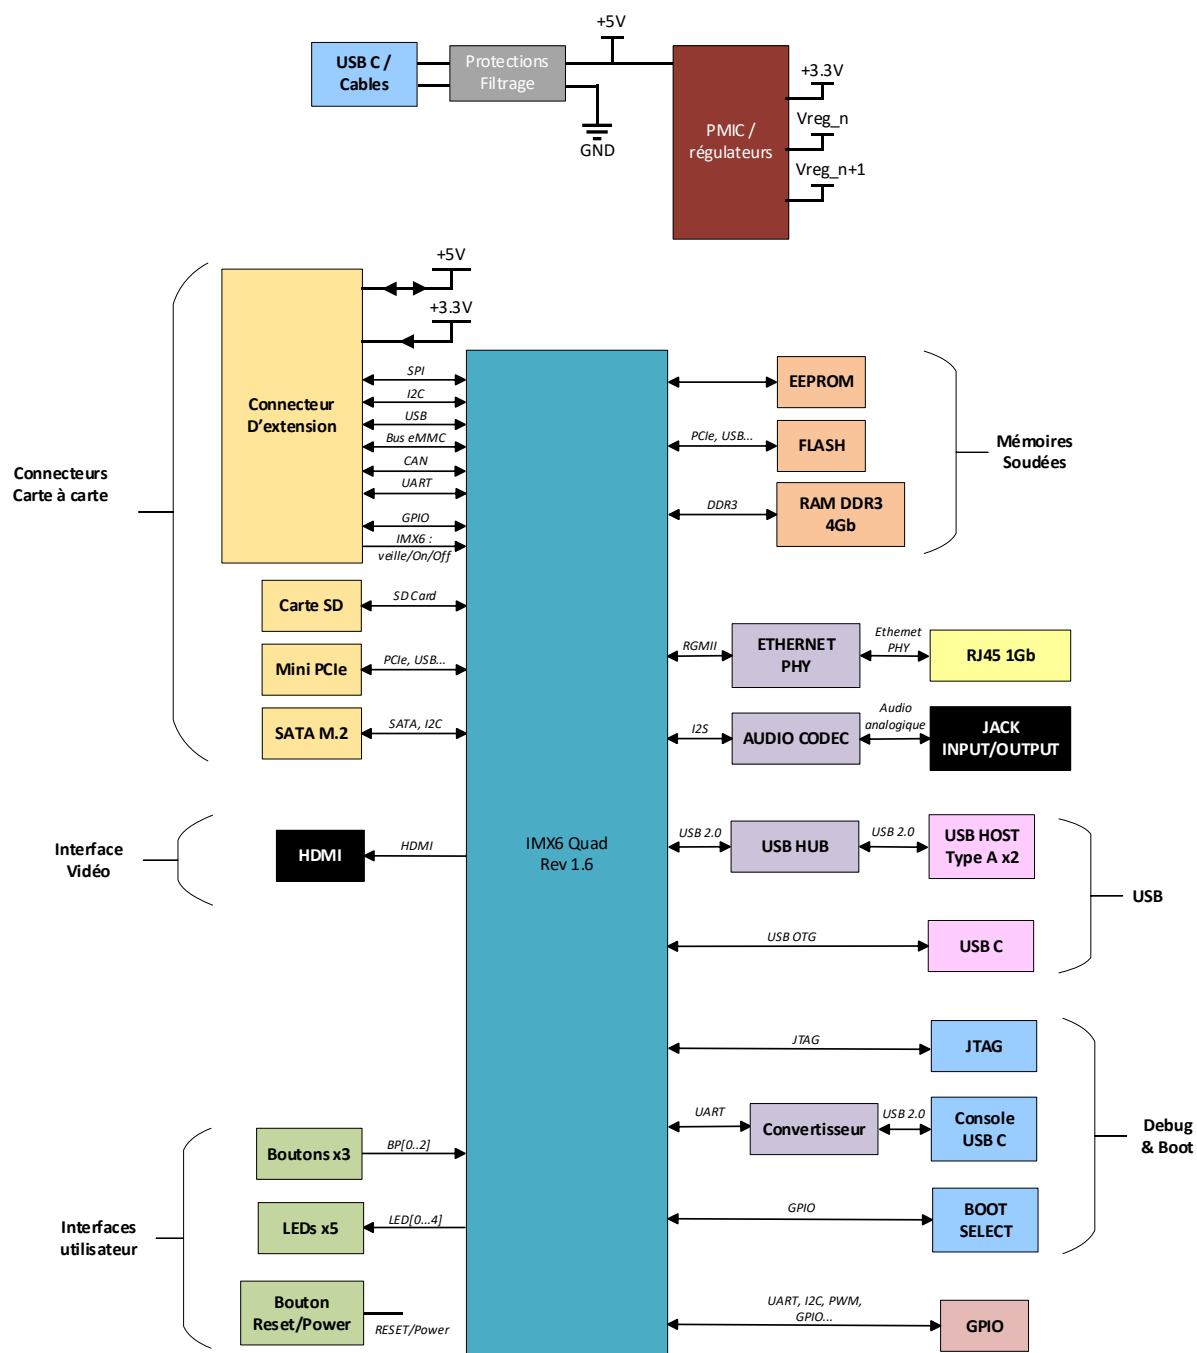 +5V
USB C /
Cables
Protections
Filtrage
GND
PMIC /
régulateurs
+3.3V
Vreg_n
Vreg_n+1
+5V
+3.3V
Connecteur
D'extension
SPI
I2C
USB
Bus eMMC
CAN
UART
GPIO
IMX6 :
veille/On/Off
Connecteurs
Carte à carte
Carte SD
SD Card
Mini PCIe
PCIe, USB...
SATA M.2
SATA, I2C
Interface
Vidéo
HDMI
HDMI
IMX6 Quad
Rev 1.6
EEPROM
PCIe, USB...
FLASH
DDR3
RAM DDR3
4Gb
Mémoires
Soudées
RGMII
ETHERNET
PHY
Ethernet
PHY
RJ45 1Gb
I2S
AUDIO CODEC
Audio
analogique
JACK
INPUT/OUTPUT
USB 2.0
USB HUB
USB 2.0
USB HOST
Type A x2
USB
USB OTG
USB C
JTAG
JTAG
UART
Convertisseur
USB 2.0
Console
USB C
Debug
& Boot
GPIO
BOOT
SELECT
Interfaces
utilisateur
Boutons x3
BP[0..2]
LEDs x5
LED[0...4]
Bouton
Reset/Power
RESET/Power
UART, I2C, PWM,
GPIO...
GPIO